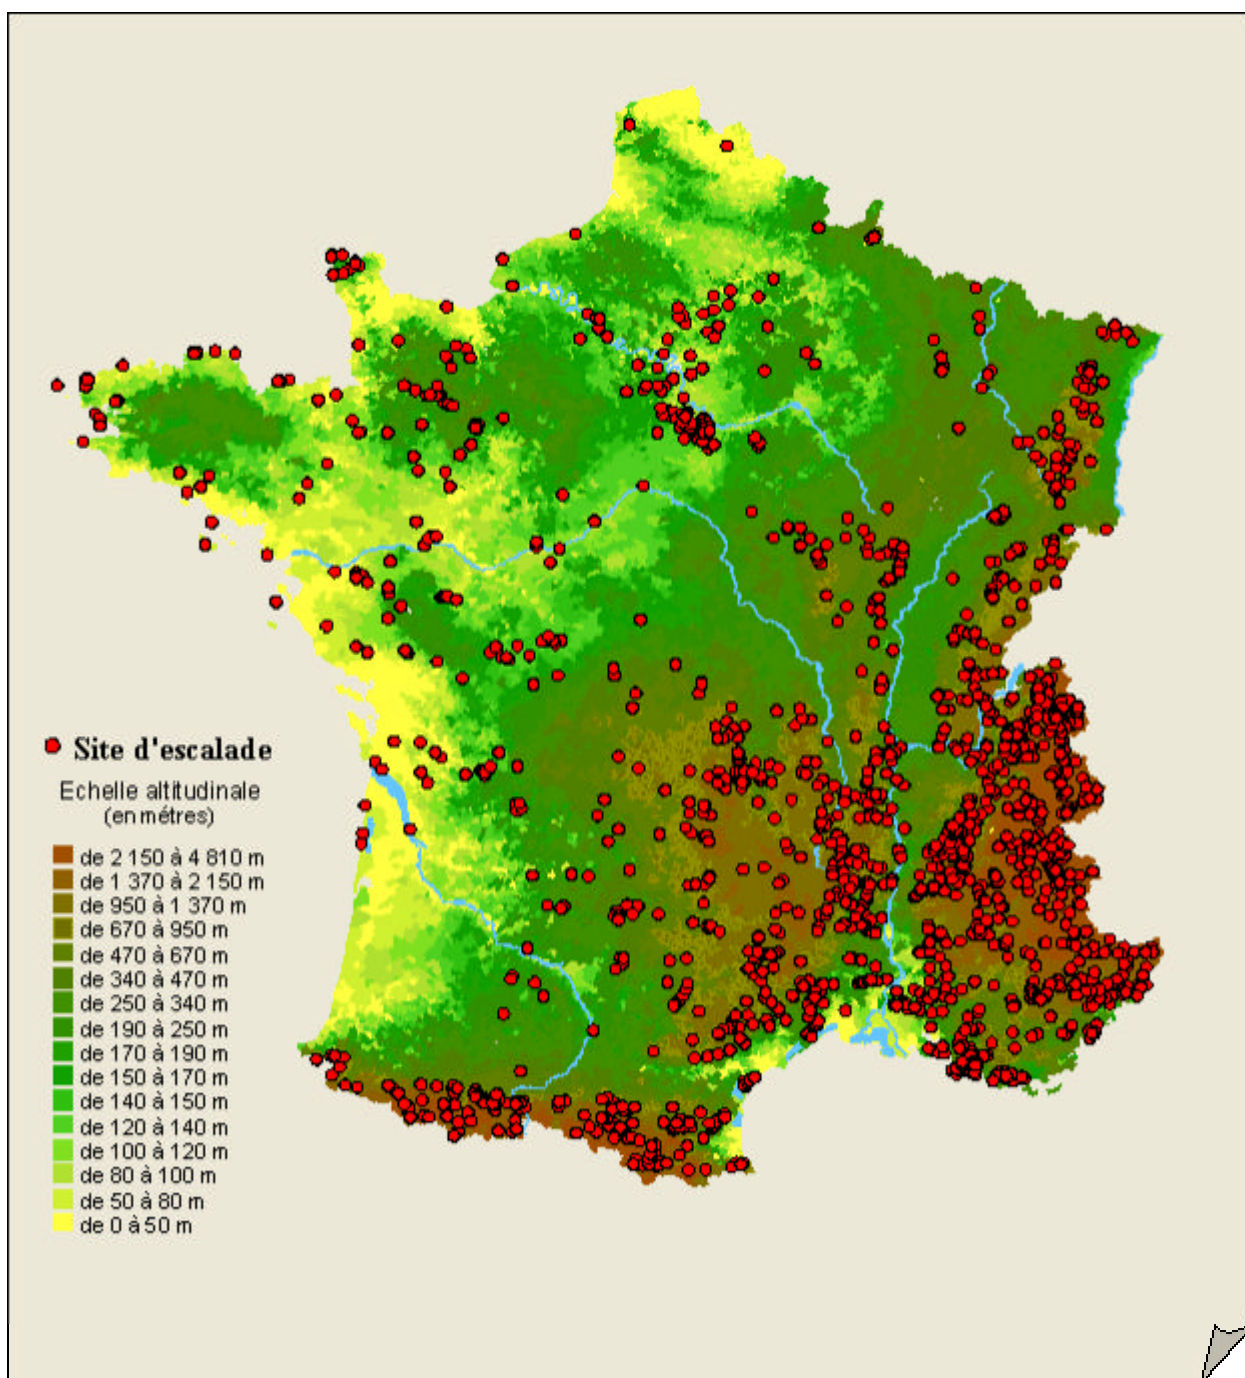 Site d'escalade
Echelle altitudinale
(en métres)
de 2 150 à 4 810 m
de 1 370 à 2 150 m
de 950 à 1 370 m
de 670 à 950 m
de 470 à 670 m
de 340 à 470 m
de 250 à 340 m
de 190 à 250 m
de 170 à 190 m
de 150 à 170 m
de 140 à 150 m
de 120 à 140 m
de 100 à 120 m
de 80 à 100 m
de 50 à 80 m
de 0 à 50 m